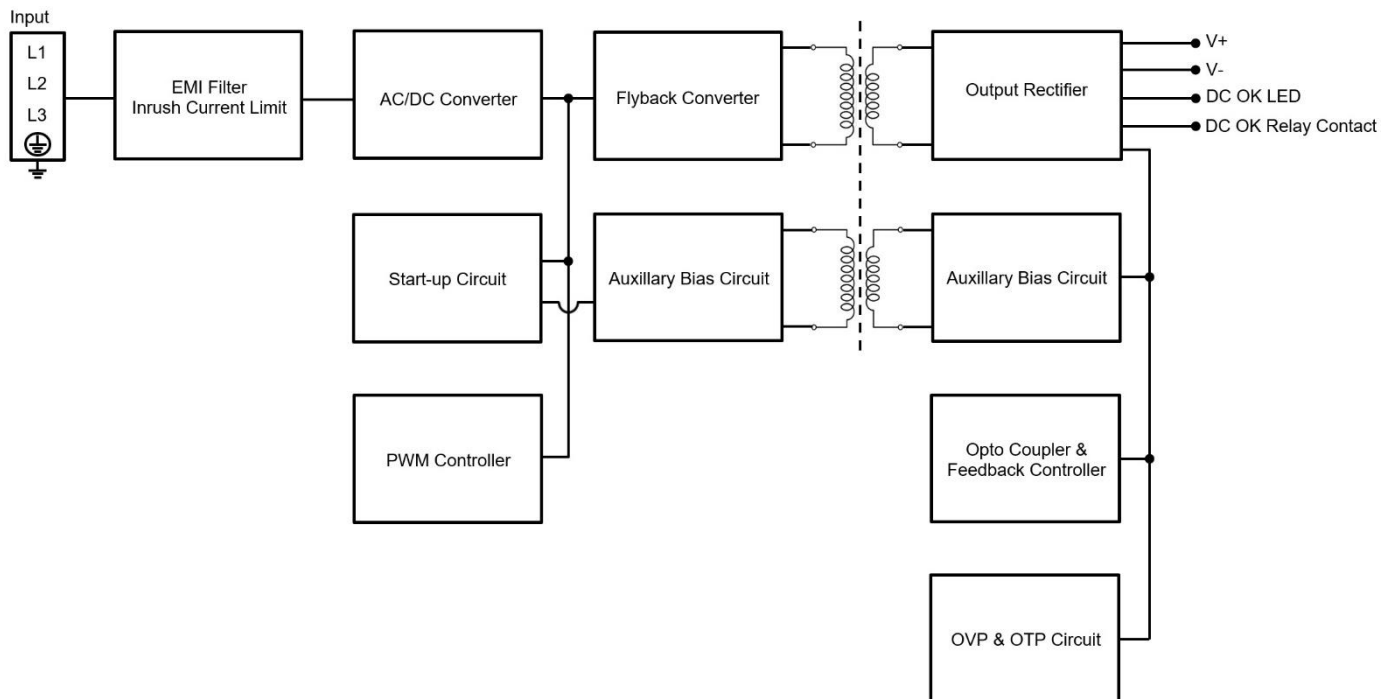 Input
L1
L2
L3
EMI Filter
Inrush Current Limit
AC/DC Converter
Flyback Converter
Output Rectifier
V+
V-
DC OK LED
DC OK Relay Contact
Start-up Circuit
Auxillary Bias Circuit
Auxillary Bias Circuit
PWM Controller
Opto Coupler &
Feedback Controller
OVP & OTP Circuit